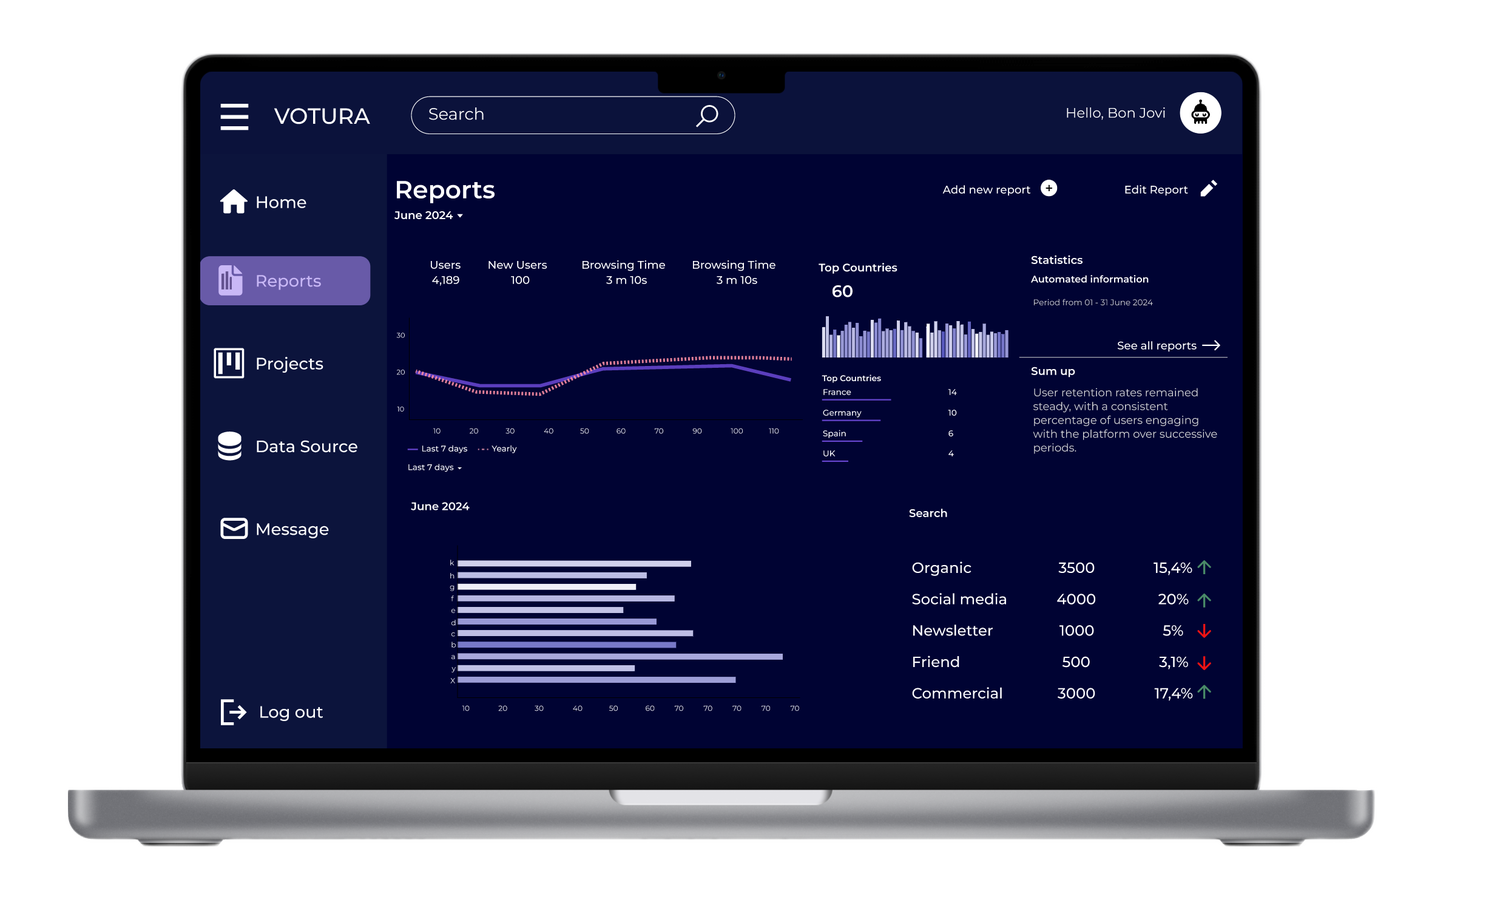 VOTURA
Search
Hello, Bon Jovi
Home
Reports
Projects
Data Source
Message
Log out
Reports
June 2024
Add new report
Edit Report
Users
4,189
New Users
100
Browsing Time
3 m 10s
Browsing Time
3 m 10s
30
20
10
10 20 30 40 50 60 70 90 100 110
Last 7 days Yearly
Last 7 days
Top Countries
60
Top Countries
France 14
Germany 10
Spain 6
UK 4
Statistics
Automated information
Period from 01 - 31 June 2024
See all reports
Sum up
User retention rates remained
steady, with a consistent
percentage of users engaging
with the platform over successive
periods.
June 2024
k
h
g
f
e
d
c
b
a
y
X
10 20 30 40 50 60 70 70 70 70 70
Search
Organic 3500 15,4%
Social media 4000 20%
Newsletter 1000 5%
Friend 500 3,1%
Commercial 3000 17,4%